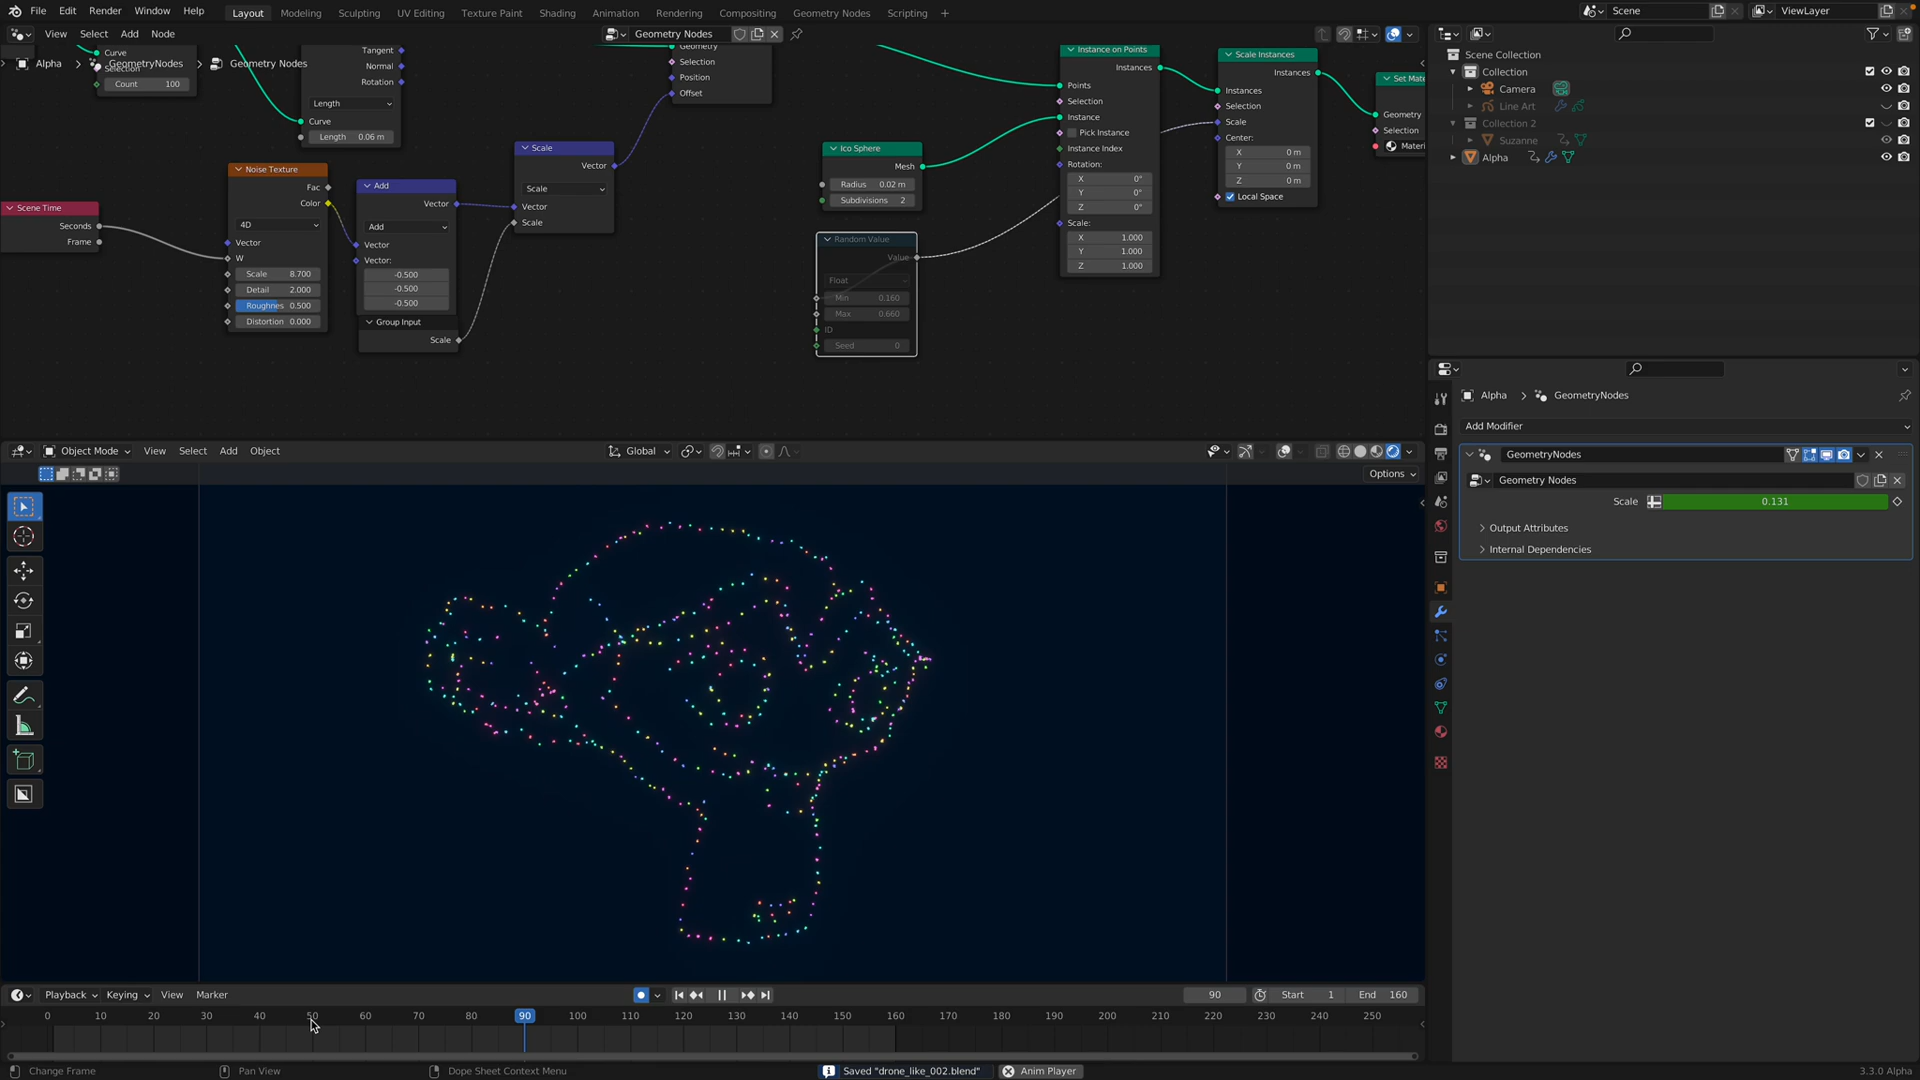 File Edit Render Window Help Layout Modeling Sculpting UV Editing Texture Paint Shading Animation Rendering Compositing Geometry Nodes Scripting + Scene ViewLayer
View Select Add Node Geometry Nodes
Alpha > GeometryNodes > Geometry Nodes
Curve
Selection
Count 100
Tangent
Normal
Rotation
Length
Curve
Length 0.06 m
Geometry
Selection
Position
Offset
Scene Time
Seconds
Frame
Noise Texture
Fac
Color
4D
Vector
W
Scale 8.700
Detail 2.000
Roughnes 0.500
Distortion 0.000
Add
Vector
Add
Vector
Vector:
-0.500
-0.500
-0.500
Group Input
Scale
Scale
Vector
Scale
Vector
Scale
Ico Sphere
Mesh
Radius 0.02 m
Subdivisions 2
Random Value
Value
Float
Min 0.160
Max 0.660
ID
Seed 0
Instance on Points
Instances
Points
Selection
Instance
Pick Instance
Instance Index
Rotation:
X 0°
Y 0°
Z 0°
Scale:
X 1.000
Y 1.000
Z 1.000
Scale Instances
Instances
Instances
Selection
Scale
Center:
X 0 m
Y 0 m
Z 0 m
Local Space
Set Mate
Geometry
Selection
Materi
Scene Collection
Collection
Camera
Line Art
Collection 2
Suzanne
Alpha
Alpha > GeometryNodes
Add Modifier
GeometryNodes
Geometry Nodes
Scale 0.131
Output Attributes
Internal Dependencies
Object Mode View Select Add Object Global
Options
Playback Keying View Marker 90 Start 1 End 160
0 10 20 30 40 50 60 70 80 90 100 110 120 130 140 150 160 170 180 190 200 210 220 230 240 250
Change Frame Pan View Dope Sheet Context Menu Saved "drone_like_002.blend" Anim Player 3.3.0 Alpha